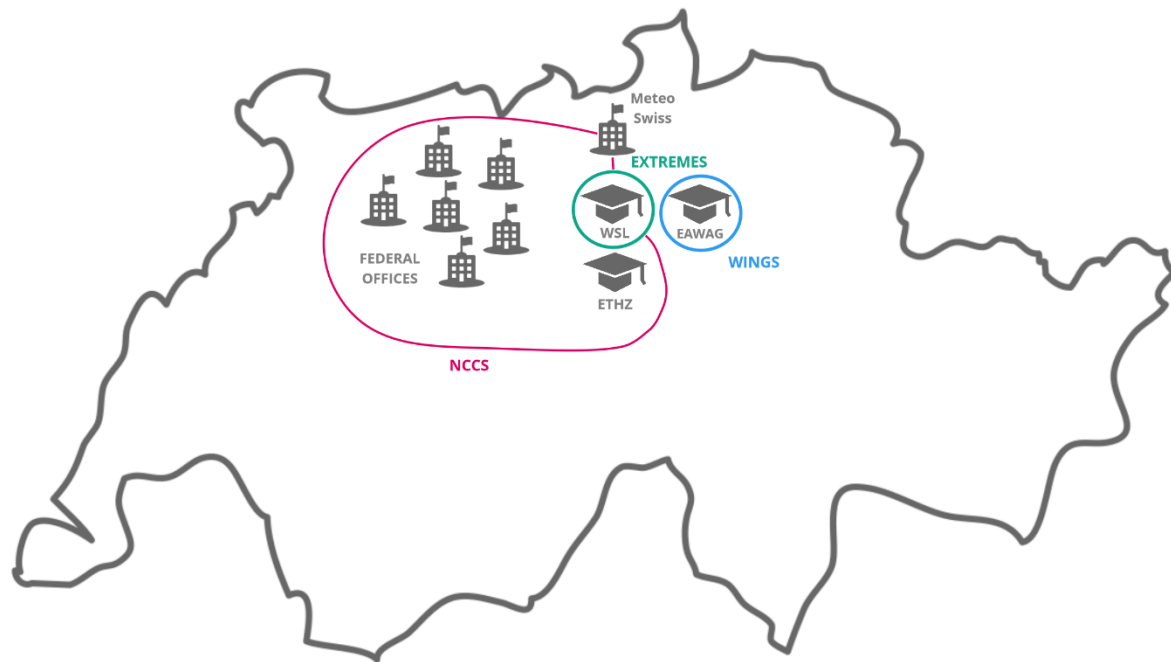 Meteo
Swiss
EXTREMES
WSL
EAWAG
FEDERAL
OFFICES
WINGS
ETHZ
NCCS